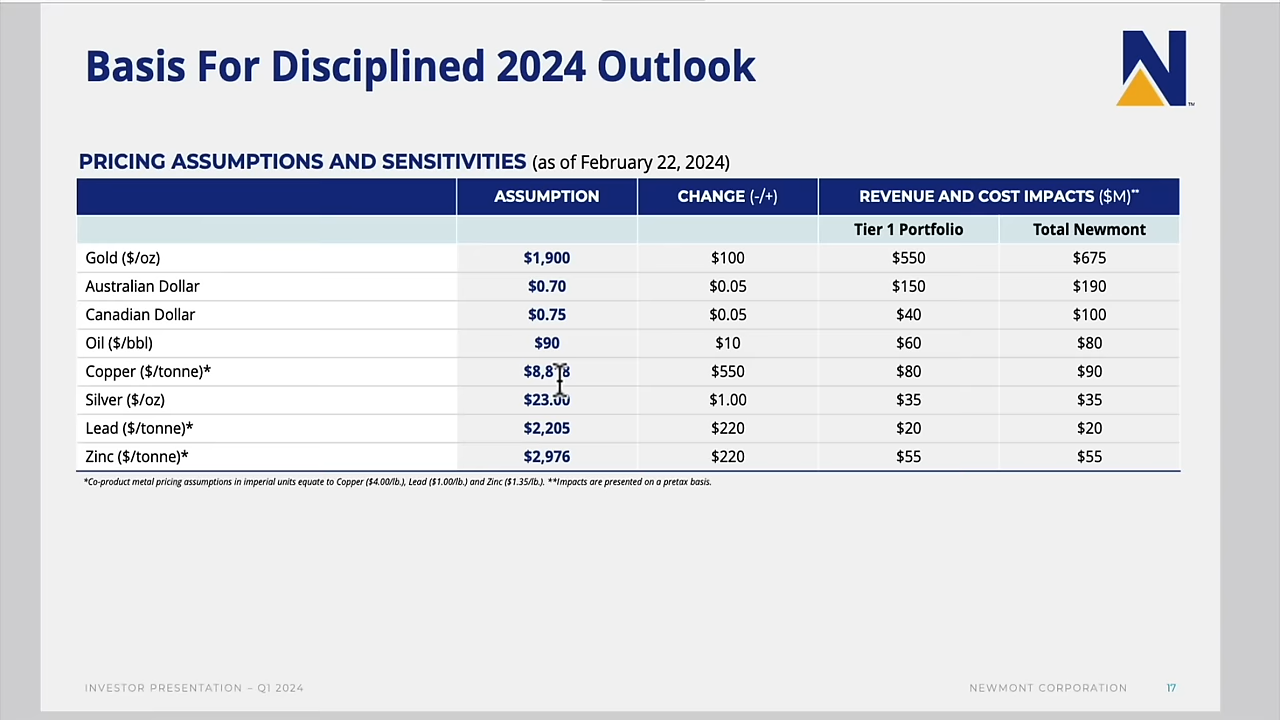 Basis For Disciplined 2024 Outlook
N™
PRICING ASSUMPTIONS AND SENSITIVITIES (as of February 22, 2024)
ASSUMPTION CHANGE (-/+) REVENUE AND COST IMPACTS ($M)**
Tier 1 Portfolio Total Newmont
Gold ($/oz) $1,900 $100 $550 $675
Australian Dollar $0.70 $0.05 $150 $190
Canadian Dollar $0.75 $0.05 $40 $100
Oil ($/bbl) $90 $10 $60 $80
Copper ($/tonne)* $550 $80 $90
Silver ($/oz) $23.00 $1.00 $35 $35
Lead ($/tonne)* $2,205 $220 $20 $20
Zinc ($/tonne)* $2,976 $220 $55 $55
*Co-product metal pricing assumptions in imperial units equate to Copper ($4.00/lb.), Lead ($1.00/lb.) and Zinc ($1.35/lb.). **Impacts are presented on a pretax basis.
INVESTOR PRESENTATION – Q1 2024 NEWMONT CORPORATION 17